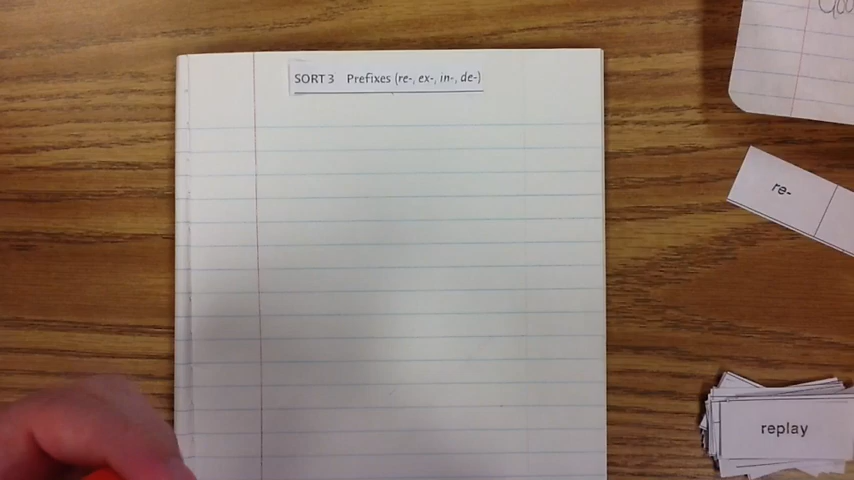 SORT 3 Prefixes (re-, ex-, in-, de-)
re-
replay